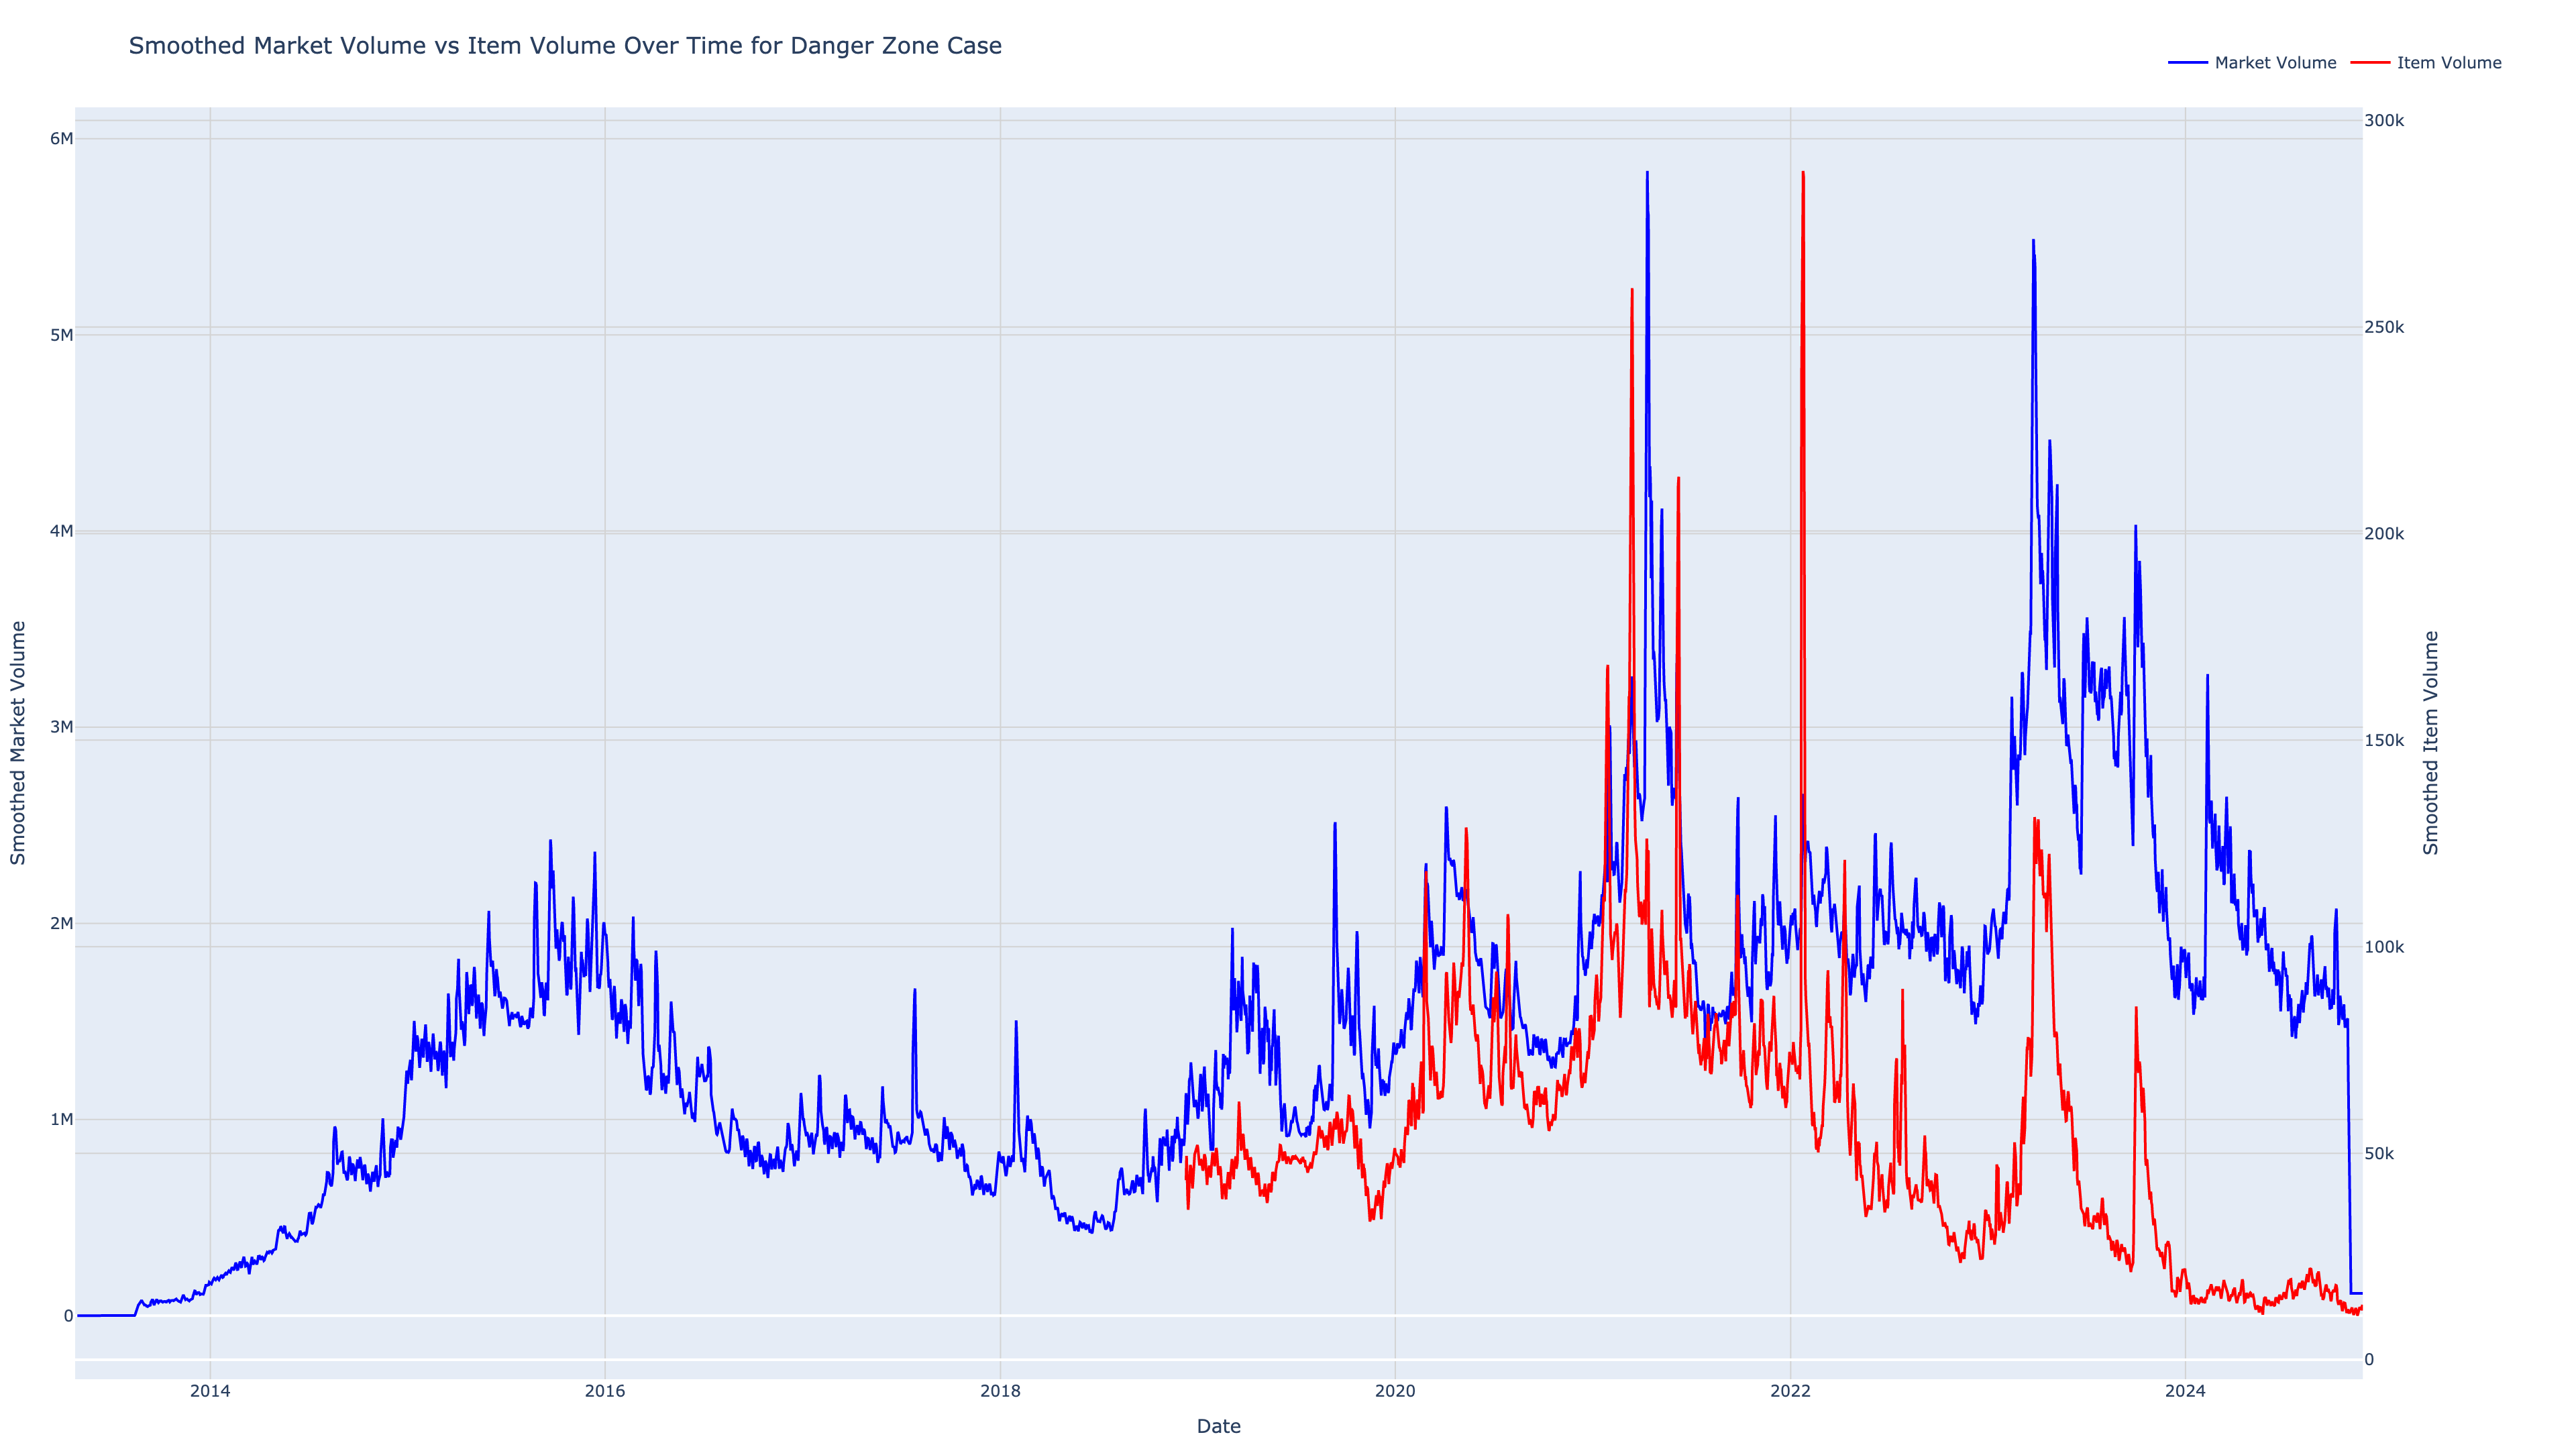 Smoothed Market Volume vs Item Volume Over Time for Danger Zone Case
Market Volume
Item Volume
6M
5M
4M
3M
2M
1M
0
Smoothed Market Volume
300k
250k
200k
150k
100k
50k
0
Smoothed Item Volume
2014
2016
2018
2020
2022
2024
Date